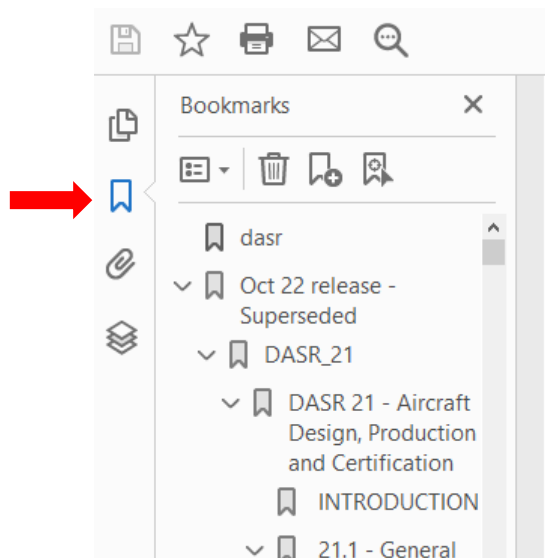 Bookmarks
dasr
Oct 22 release -
Superseded
DASR_21
DASR 21 - Aircraft
Design, Production
and Certification
INTRODUCTION
21.1 - General